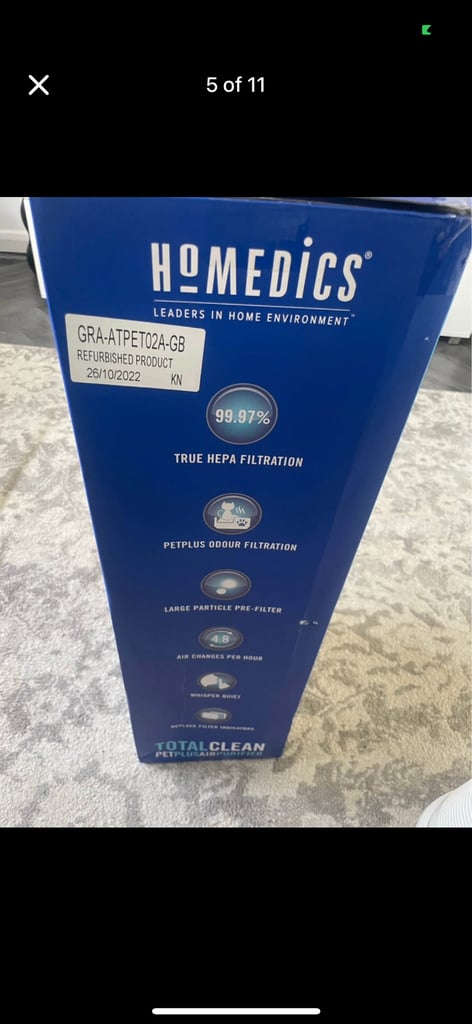 5 of 11
HoMEDiCS®
LEADERS IN HOME ENVIRONMENT™
GRA-ATPET02A-GB
REFURBISHED PRODUCT
26/10/2022 KN
99.97%
TRUE HEPA FILTRATION
PETPLUS ODOUR FILTRATION
LARGE PARTICLE PRE-FILTER
4.8
AIR CHANGES PER HOUR
WHISPER QUIET
REPLACE FILTER INDICATORS
TOTALCLEAN
PETPLUSAIRPURIFIER